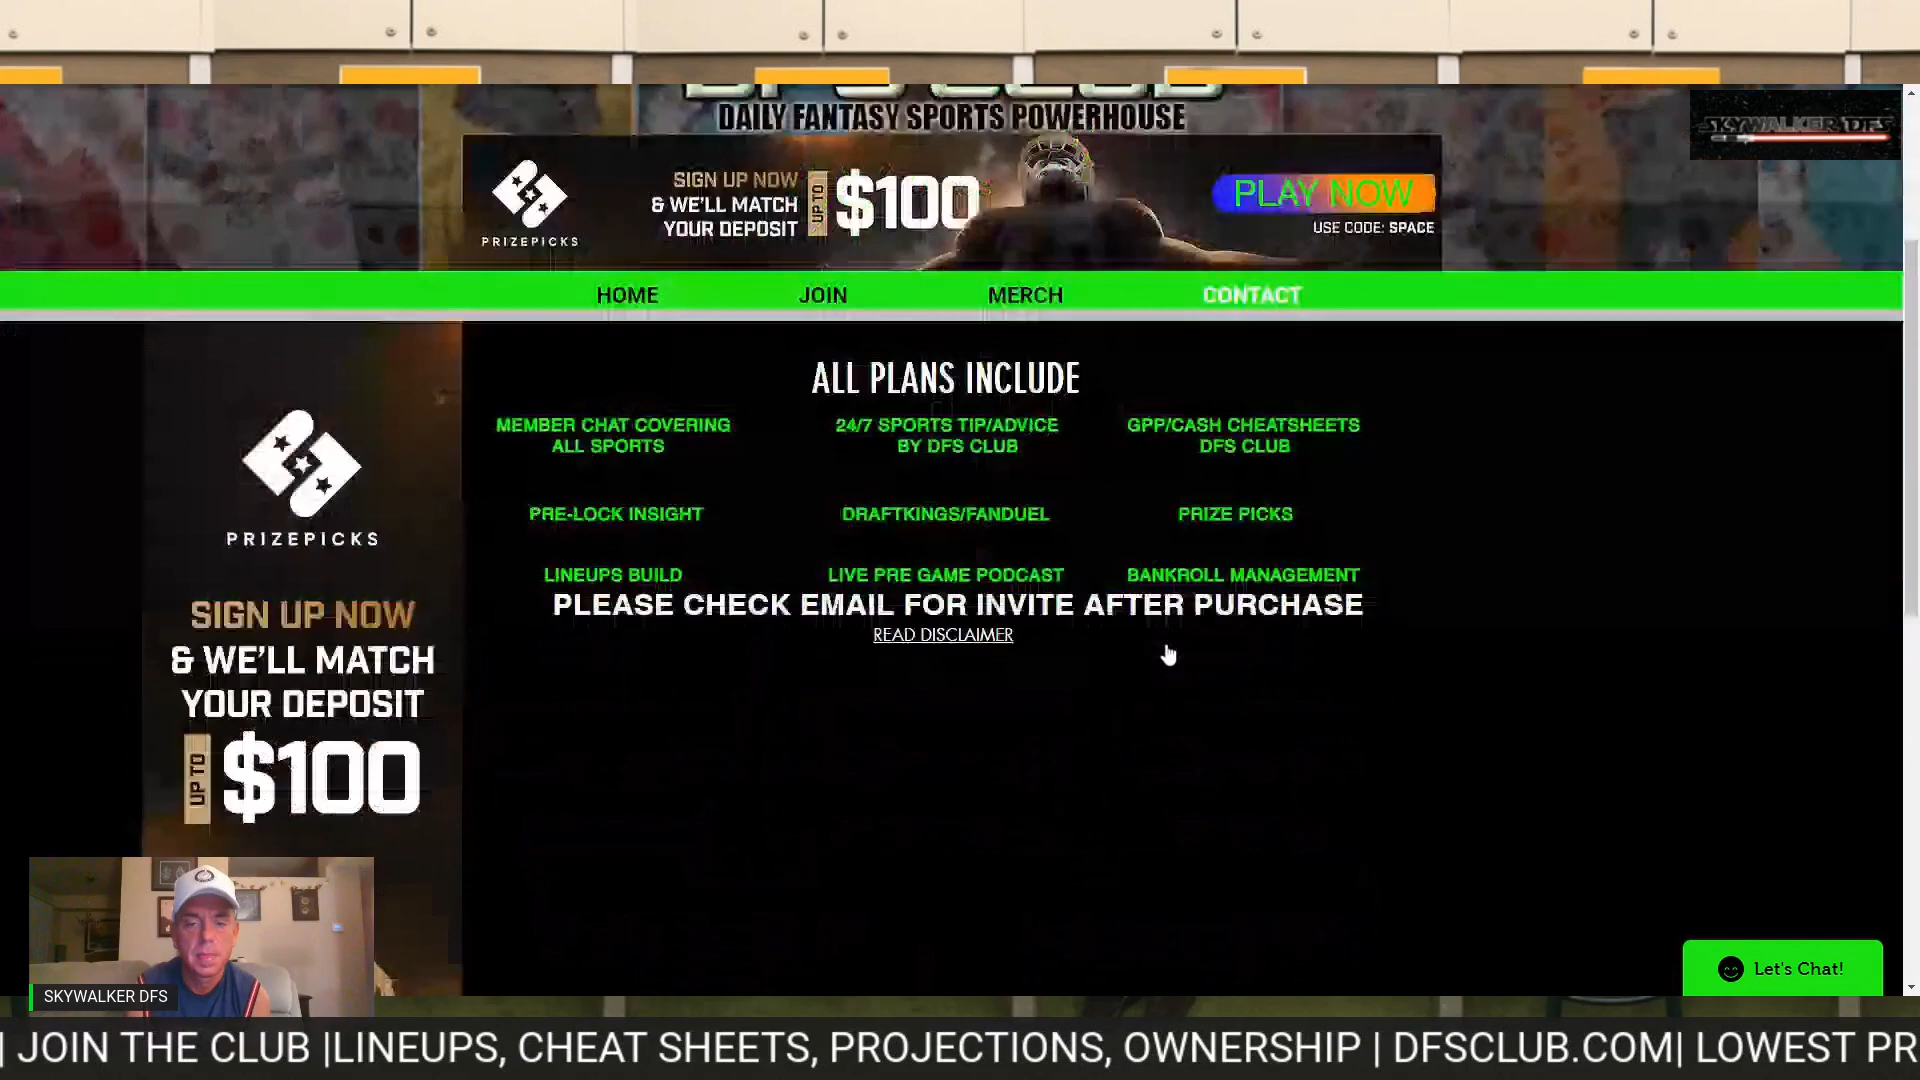 DFS CLUB
DAILY FANTASY SPORTS POWERHOUSE
SKYWALKER DFS
PRIZEPICKS
SIGN UP NOW
& WE'LL MATCH
YOUR DEPOSIT
UP TO
$100
PLAY NOW
USE CODE: SPACE
HOME
JOIN
MERCH
CONTACT
ALL PLANS INCLUDE
MEMBER CHAT COVERING
ALL SPORTS
24/7 SPORTS TIP/ADVICE
BY DFS CLUB
GPP/CASH CHEATSHEETS
DFS CLUB
PRE-LOCK INSIGHT
DRAFTKINGS/FANDUEL
PRIZE PICKS
LINEUPS BUILD
LIVE PRE GAME PODCAST
BANKROLL MANAGEMENT
PLEASE CHECK EMAIL FOR INVITE AFTER PURCHASE
READ DISCLAIMER
PRIZEPICKS
SIGN UP NOW
& WE'LL MATCH
YOUR DEPOSIT
UP TO
$100
Let's Chat!
SKYWALKER DFS
| JOIN THE CLUB |LINEUPS, CHEAT SHEETS, PROJECTIONS, OWNERSHIP | DFSCLUB.COM| LOWEST PR